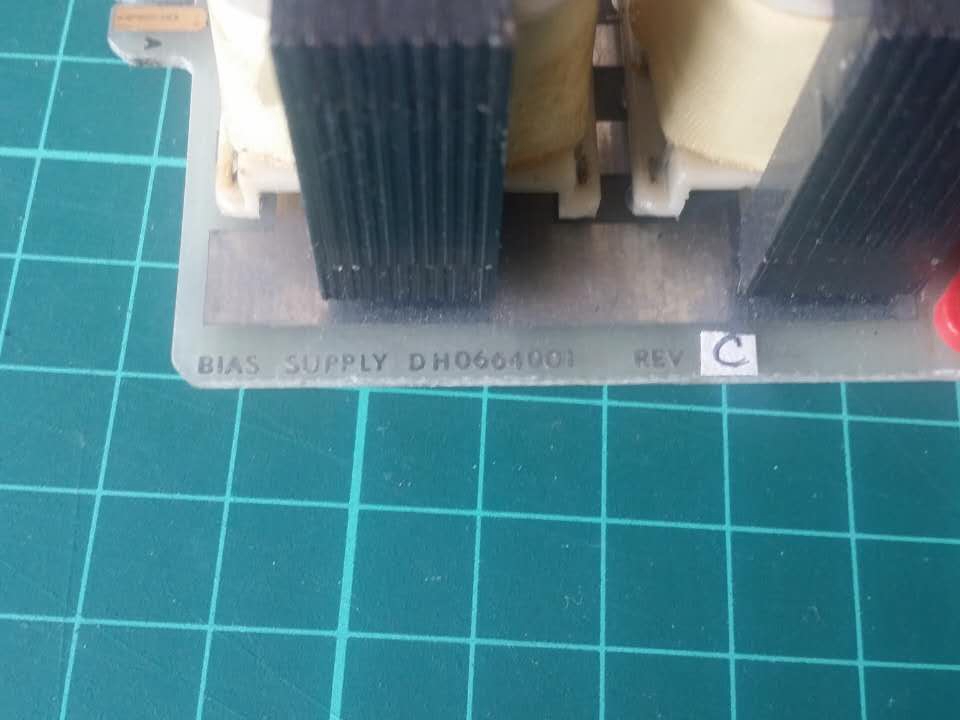 A
BIAS SUPPLY DH0664001 REV C